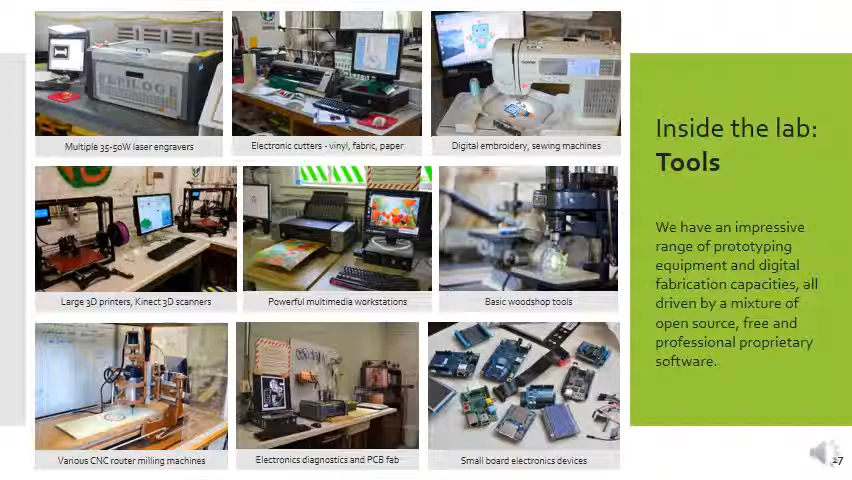 EPILOG
Multiple 35-50W laser engravers
Electronic cutters - vinyl, fabric, paper
Digital embroidery, sewing machines
Large 3D printers, Kinect 3D scanners
Powerful multimedia workstations
Basic woodshop tools
Various CNC router milling machines
Electronics diagnostics and PCB fab
Small board electronics devices
Inside the lab:
Tools
We have an impressive
range of prototyping
equipment and digital
fabrication capacities, all
driven by a mixture of
open source, free and
professional proprietary
software.
17